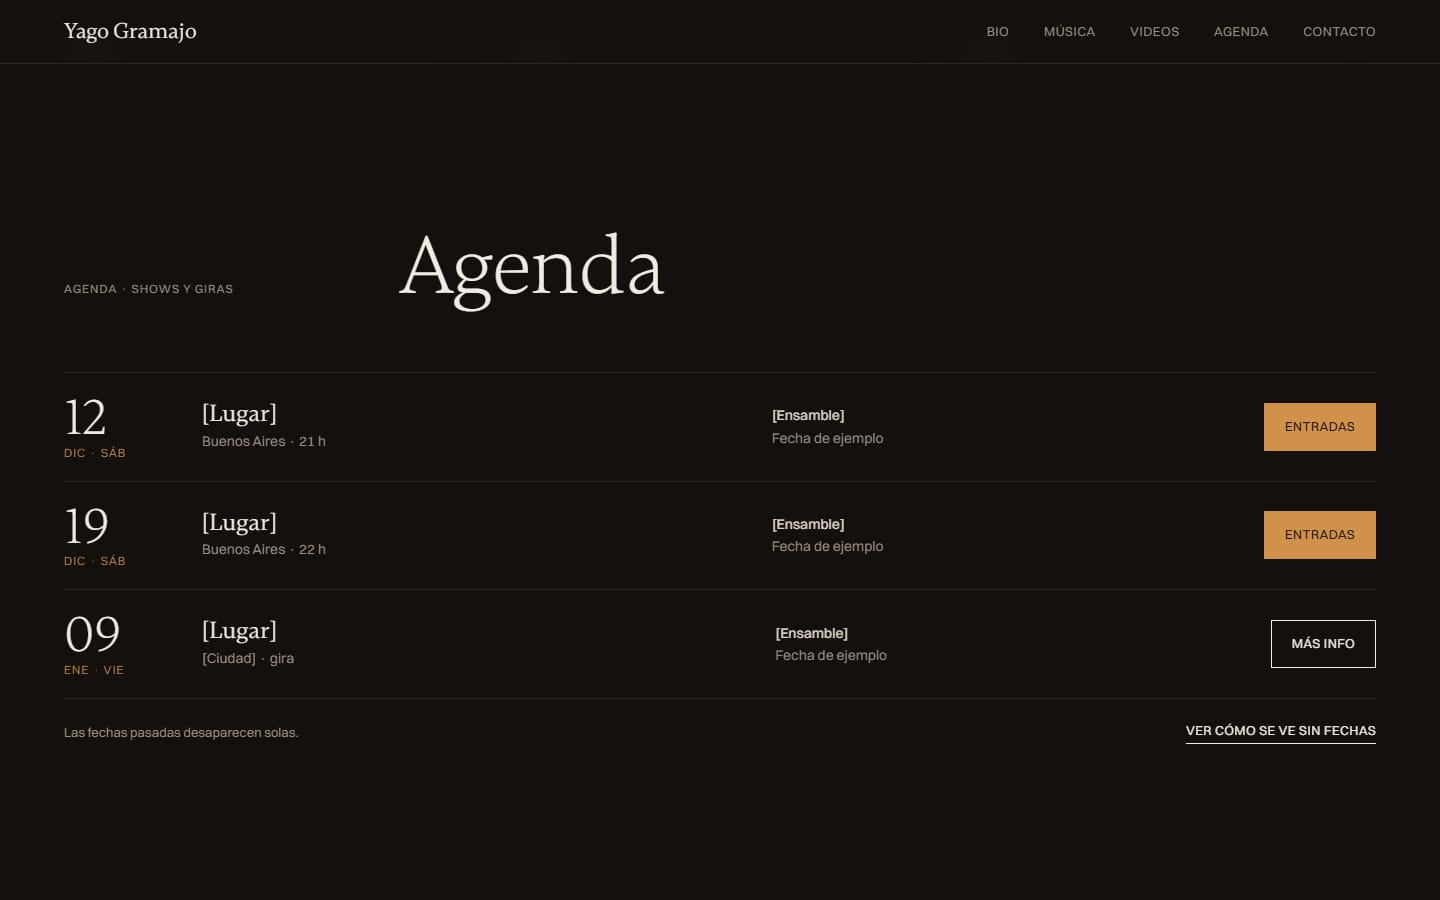 Yago Gramajo
BIO
MÚSICA
VIDEOS
AGENDA
CONTACTO
AGENDA · SHOWS Y GIRAS
Agenda
12
DIC · SÁB
[Lugar]
Buenos Aires · 21 h
[Ensamble]
Fecha de ejemplo
ENTRADAS
19
DIC · SÁB
[Lugar]
Buenos Aires · 22 h
[Ensamble]
Fecha de ejemplo
ENTRADAS
09
ENE · VIE
[Lugar]
[Ciudad] · gira
[Ensamble]
Fecha de ejemplo
MÁS INFO
Las fechas pasadas desaparecen solas.
VER CÓMO SE VE SIN FECHAS